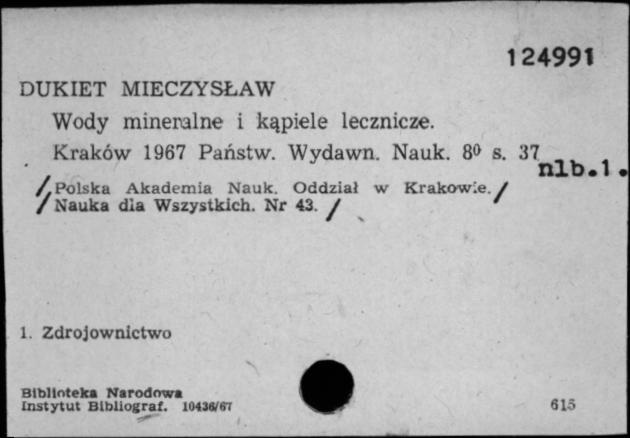 124991
DUKIET MIECZYSŁAW
Wody mineralne i kąpiele lecznicze.
Kraków 1967 Państw. Wydawn. Nauk. 8⁰ s. 37
nlb.1.
/Polska Akademia Nauk. Oddział w Krakowie./
/Nauka dla Wszystkich. Nr 43. /
1. Zdrojownictwo
Biblioteka Narodowa
Instytut Bibliograf. 10436/67
615